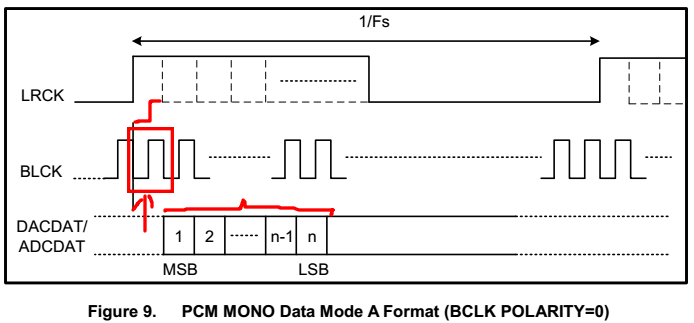 1/Fs
LRCK
BLCK
DACDAT/
ADCDAT
1 2 n-1 n
MSB LSB
Figure 9. PCM MONO Data Mode A Format (BCLK POLARITY=0)